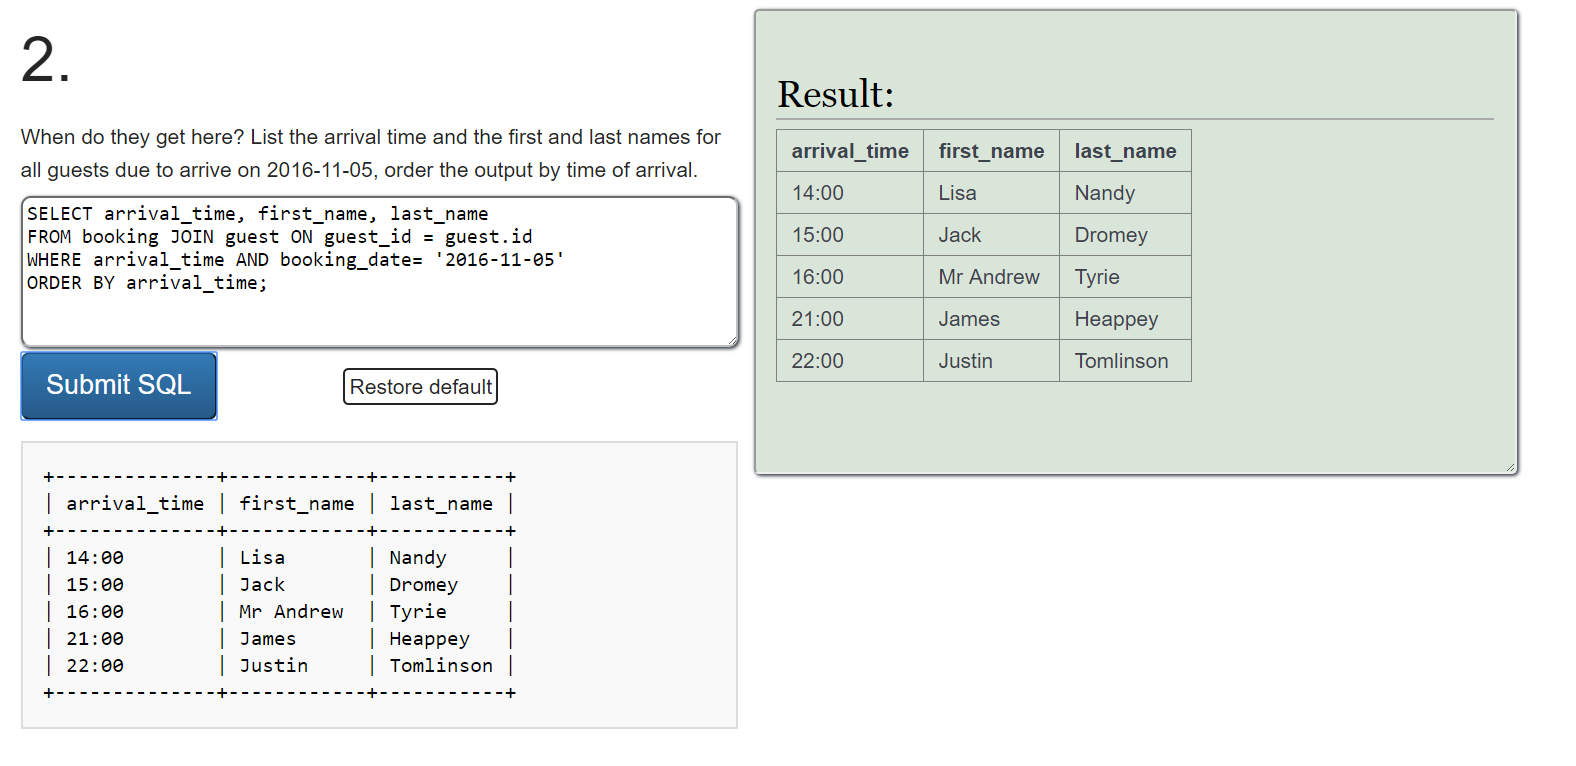 2.
When do they get here? List the arrival time and the first and last names for
all guests due to arrive on 2016-11-05, order the output by time of arrival.
SELECT arrival_time, first_name, last_name
FROM booking JOIN guest ON guest_id = guest.id
WHERE arrival_time AND booking_date= '2016-11-05'
ORDER BY arrival_time;
Submit SQL
Restore default
+--------------+------------+-----------+
| arrival_time | first_name | last_name |
+--------------+------------+-----------+
| 14:00        | Lisa       | Nandy     |
| 15:00        | Jack       | Dromey    |
| 16:00        | Mr Andrew  | Tyrie     |
| 21:00        | James      | Heappey   |
| 22:00        | Justin     | Tomlinson |
+--------------+------------+-----------+
Result:
arrival_time first_name last_name
14:00 Lisa Nandy
15:00 Jack Dromey
16:00 Mr Andrew Tyrie
21:00 James Heappey
22:00 Justin Tomlinson